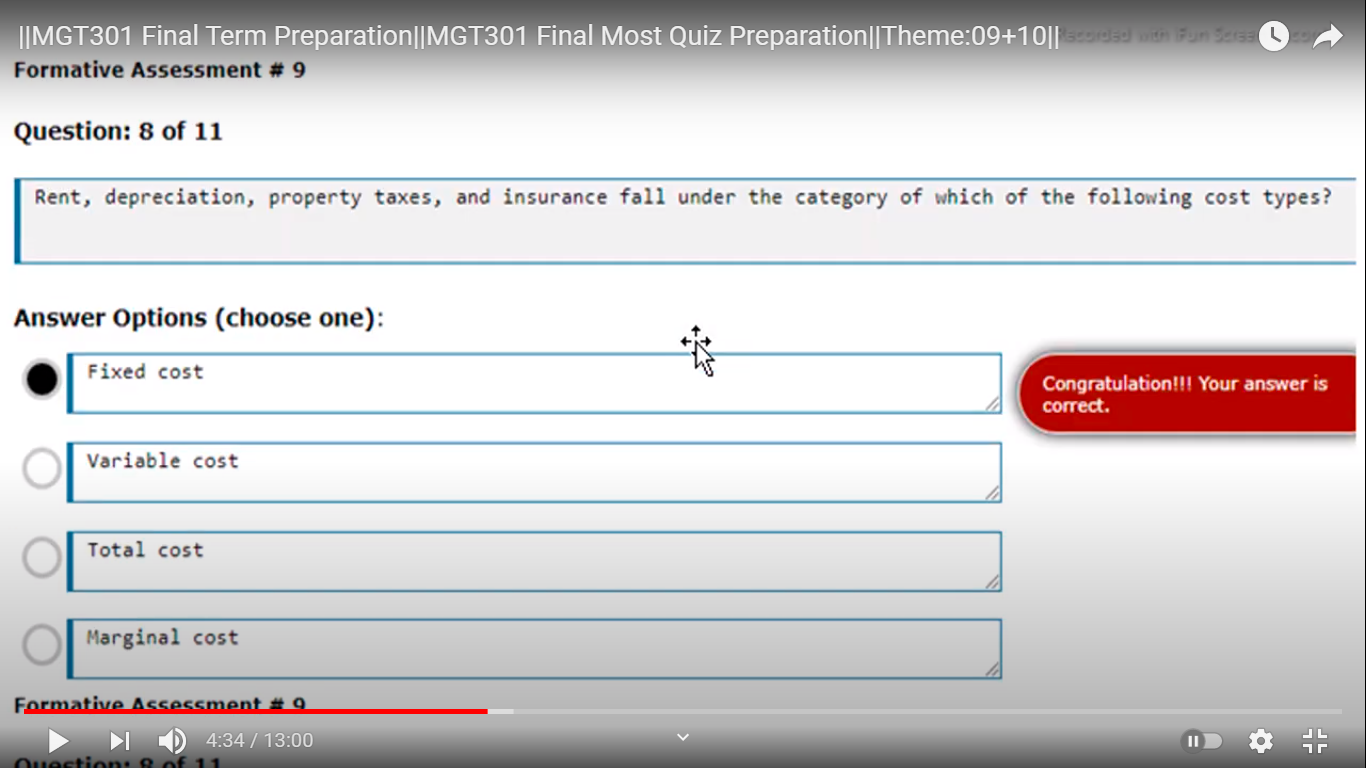 ||MGT301 Final Term Preparation||MGT301 Final Most Quiz Preparation||Theme:09+10||
Recorded with iFun Scree
Formative Assessment # 9
Question: 8 of 11
Rent, depreciation, property taxes, and insurance fall under the category of which of the following cost types?
Answer Options (choose one):
Fixed cost
Congratulation!!! Your answer is
correct.
Variable cost
Total cost
Marginal cost
Formative Assessment # 9
4:34 / 13:00
Question: 8 of 11